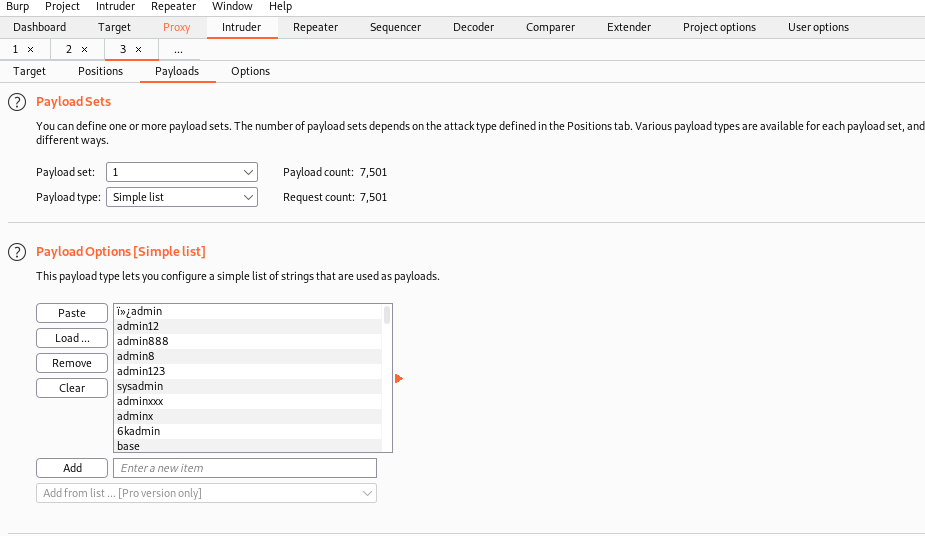 Burp Project Intruder Repeater Window Help
Dashboard Target Proxy Intruder Repeater Sequencer Decoder Comparer Extender Project options User options
1 × 2 × 3 × ...
Target Positions Payloads Options
? Payload Sets
You can define one or more payload sets. The number of payload sets depends on the attack type defined in the Positions tab. Various payload types are available for each payload set, and
different ways.
Payload set: 1 Payload count: 7,501
Payload type: Simple list Request count: 7,501
? Payload Options [Simple list]
This payload type lets you configure a simple list of strings that are used as payloads.
Paste
Load ...
Remove
Clear
ï»¿admin
admin12
admin888
admin8
admin123
sysadmin
adminxxx
adminx
6kadmin
base
Add Enter a new item
Add from list ... [Pro version only]